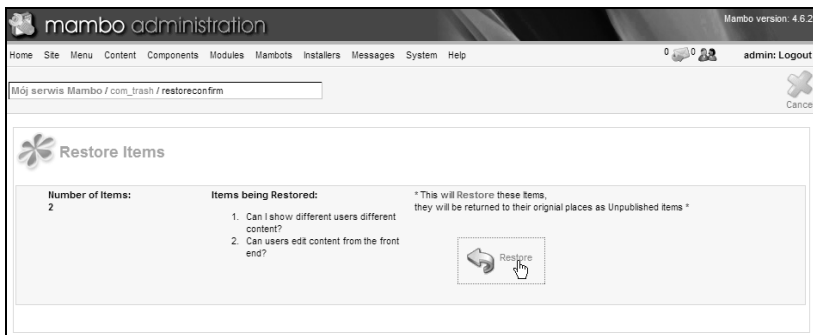 mambo administration
Mambo version: 4.6.2
Home Site Menu Content Components Modules Mambots Installers Messages System Help 0 0 admin: Logout
Mój serwis Mambo / com_trash / restoreconfirm
Cance
Restore Items
Number of Items:
2
Items being Restored:
1. Can I show different users different
content?
2. Can users edit content from the front
end?
* This will Restore these Items,
they will be returned to their orignial places as Unpublished items *
Restore